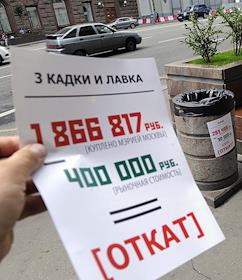 3 КАДКИ И ЛАВКА
1 866 817 РУБ.
[КУПЛЕНО МЭРИЕЙ МОСКВЫ]
400 000 РУБ.
[РЫНОЧНАЯ СТОИМОСТЬ]
=
[ОТКАТ]